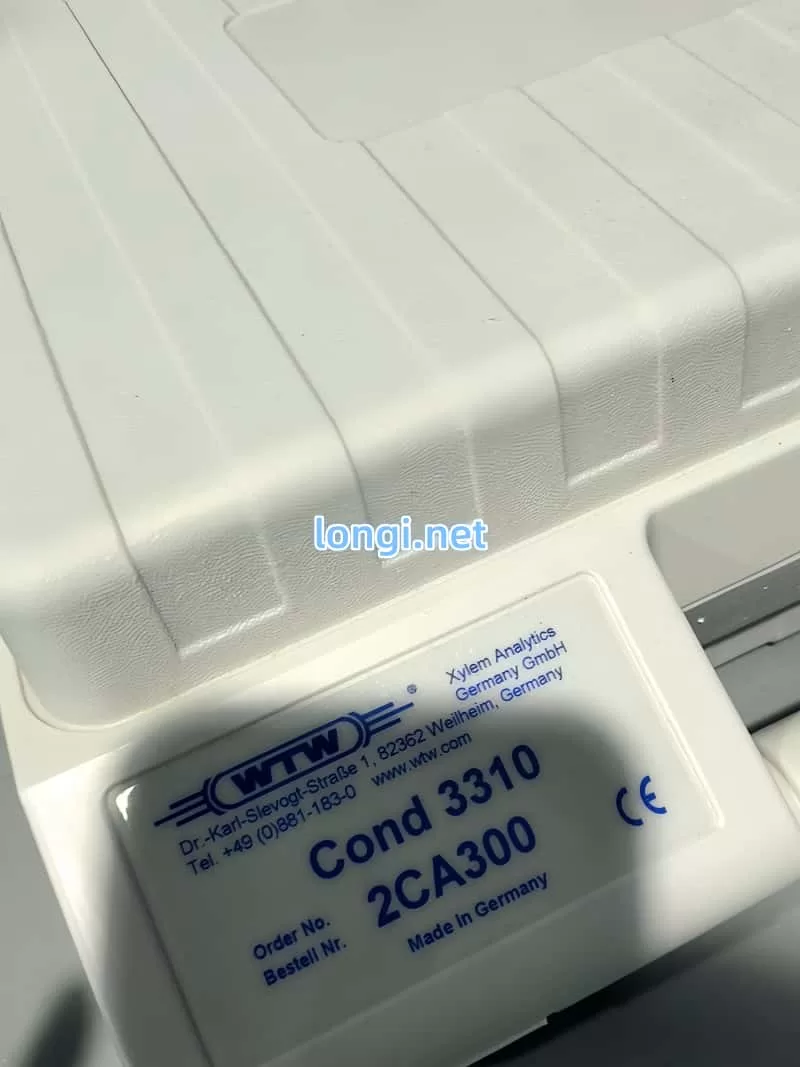 longi.net
WTW®
Xylem Analytics
Germany GmbH
Dr.-Karl-Slevogt-Straße 1, 82362 Weilheim, Germany
Tel. +49 (0)881-183-0 www.wtw.com
Cond 3310
Order No.
Bestell Nr.
2CA300
Made in Germany
CE